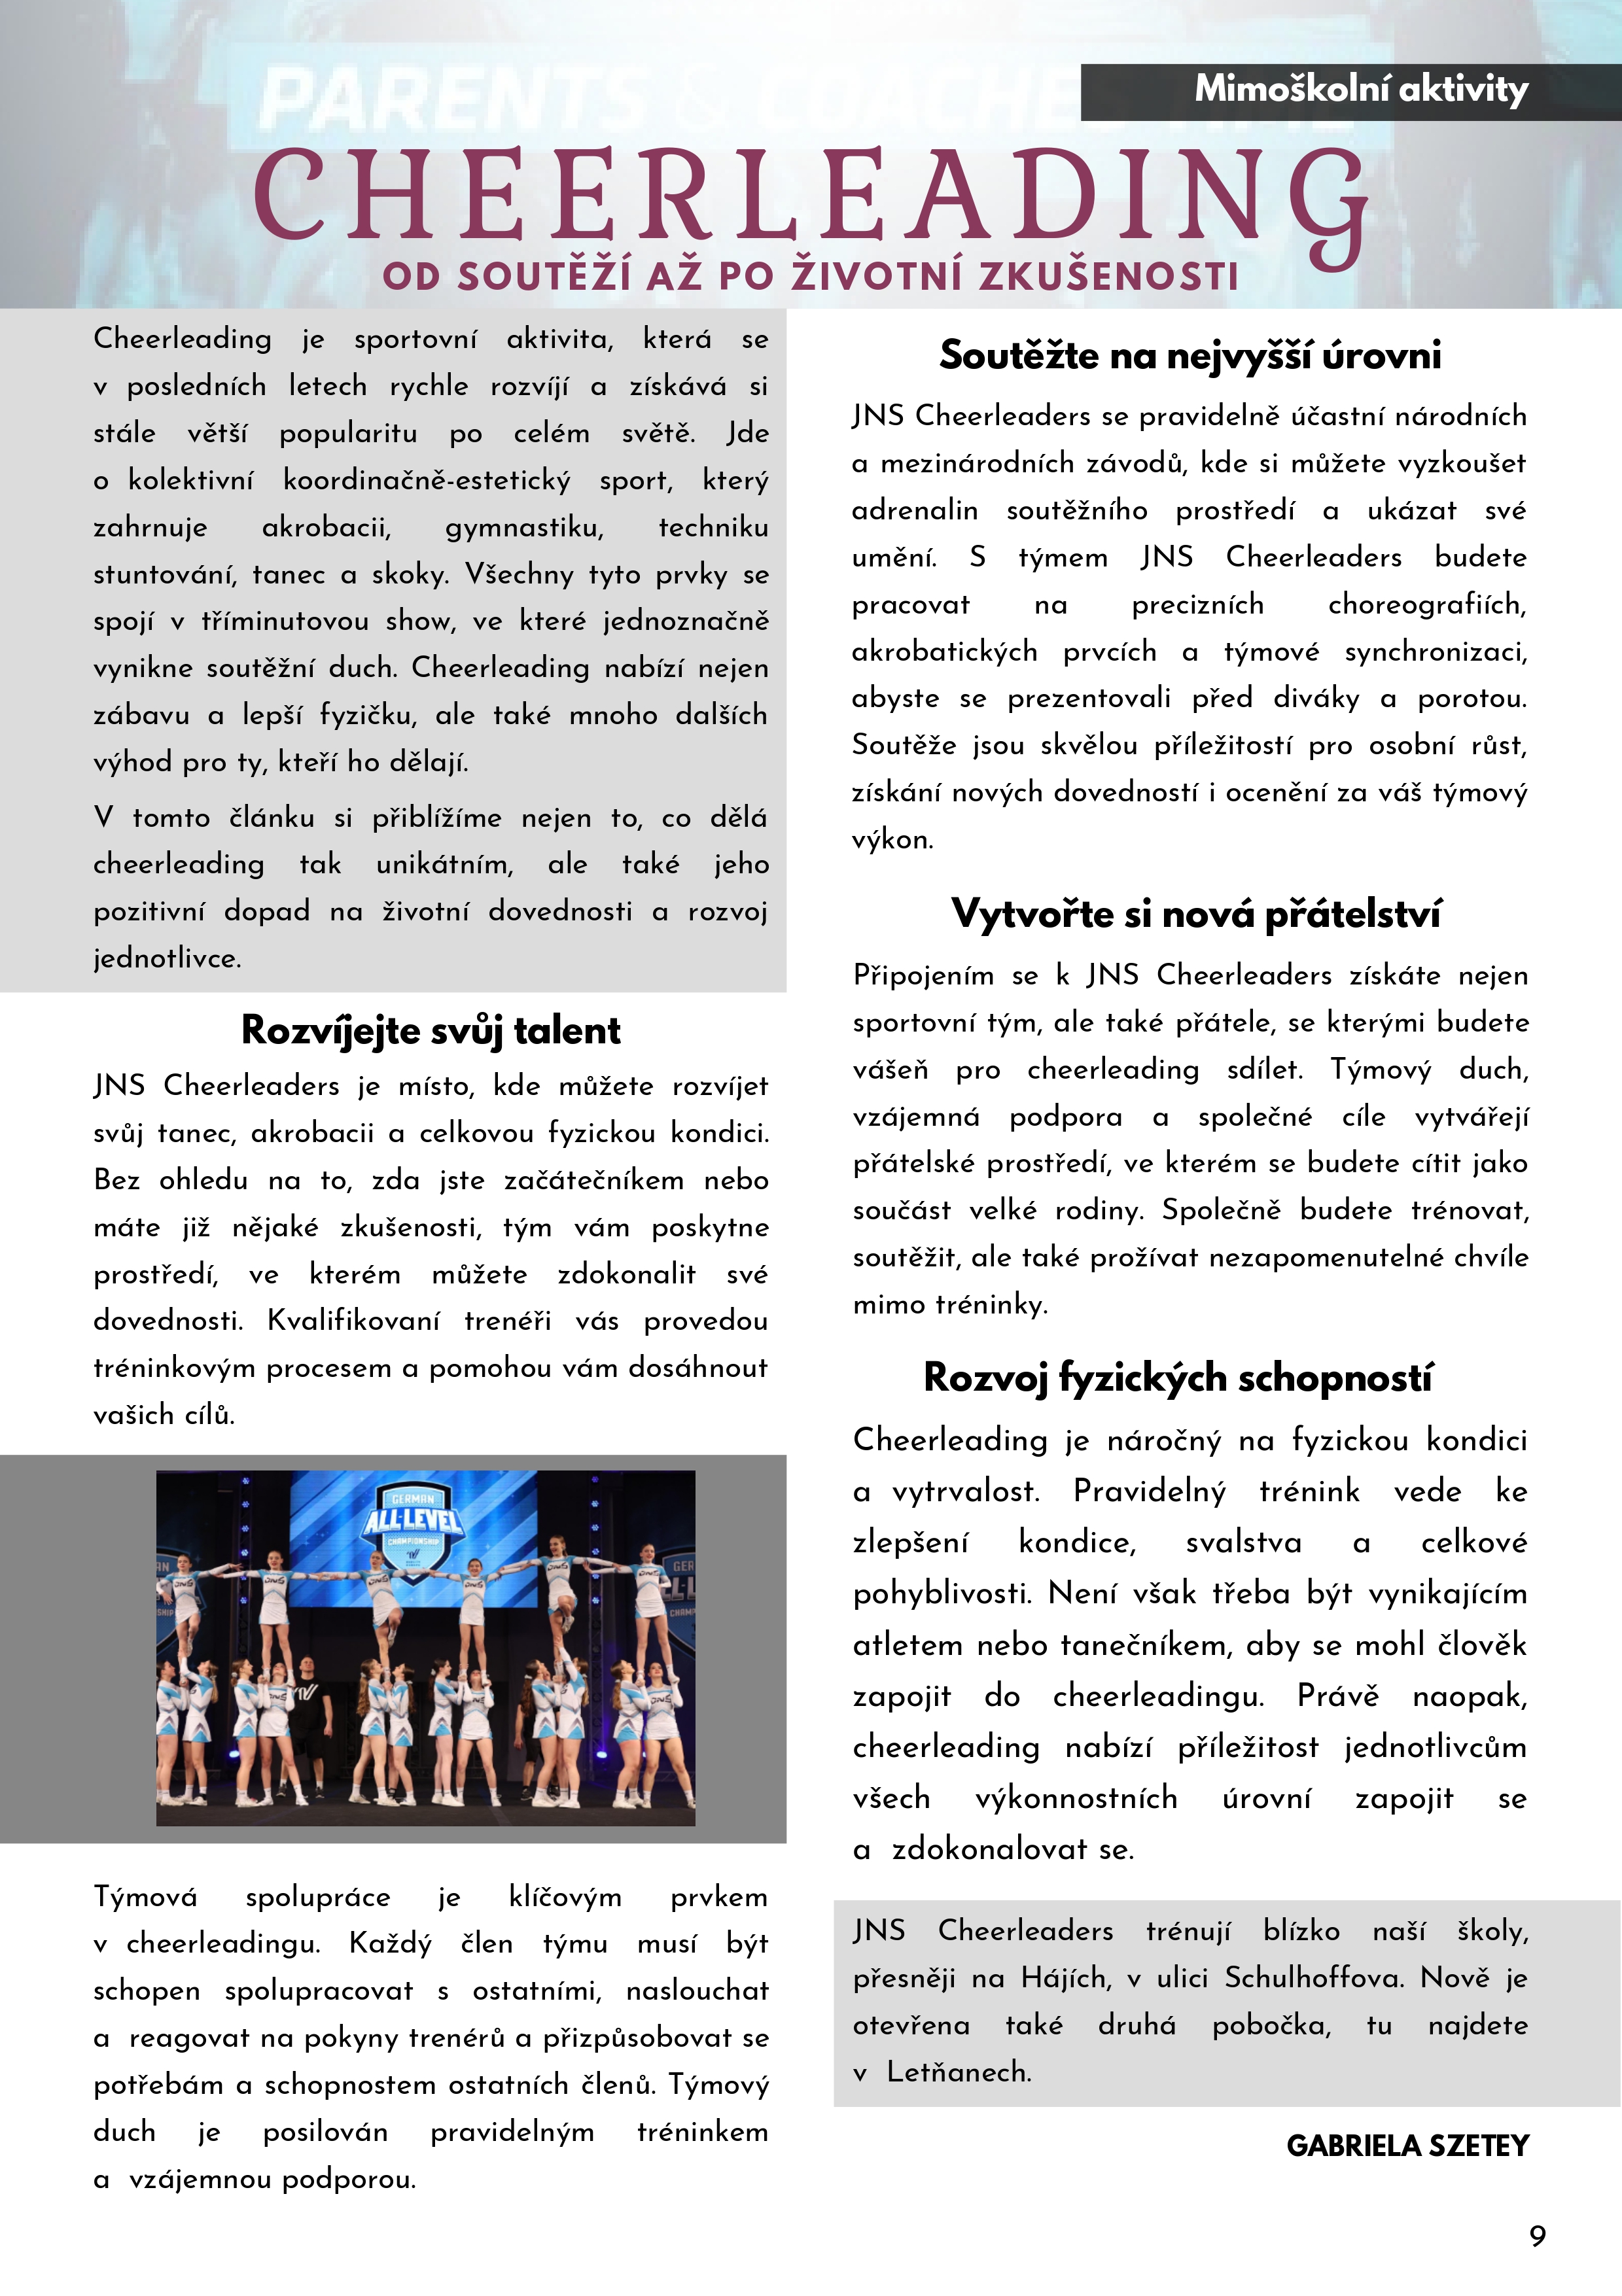 PARENTS & COACHES TIME
Mimoškolní aktivity
CHEERLEADING
OD SOUTĚŽÍ AŽ PO ŽIVOTNÍ ZKUŠENOSTI
Cheerleading je sportovní aktivita, která se
v posledních letech rychle rozvíjí a získává si
stále větší popularitu po celém světě. Jde
o kolektivní koordinačně-estetický sport, který
zahrnuje akrobacii, gymnastiku, techniku
stuntování, tanec a skoky. Všechny tyto prvky se
spojí v tříminutovou show, ve které jednoznačně
vynikne soutěžní duch. Cheerleading nabízí nejen
zábavu a lepší fyzičku, ale také mnoho dalších
výhod pro ty, kteří ho dělají.
V tomto článku si přiblížíme nejen to, co dělá
cheerleading tak unikátním, ale také jeho
pozitivní dopad na životní dovednosti a rozvoj
jednotlivce.
Rozvíjejte svůj talent
JNS Cheerleaders je místo, kde můžete rozvíjet
svůj tanec, akrobacii a celkovou fyzickou kondici.
Bez ohledu na to, zda jste začátečníkem nebo
máte již nějaké zkušenosti, tým vám poskytne
prostředí, ve kterém můžete zdokonalit své
dovednosti. Kvalifikovaní trenéři vás provedou
tréninkovým procesem a pomohou vám dosáhnout
vašich cílů.
GERMAN
ALL·LEVEL
CHAMPIONSHIP
Týmová spolupráce je klíčovým prvkem
v cheerleadingu. Každý člen týmu musí být
schopen spolupracovat s ostatními, naslouchat
a reagovat na pokyny trenérů a přizpůsobovat se
potřebám a schopnostem ostatních členů. Týmový
duch je posilován pravidelným tréninkem
a vzájemnou podporou.
Soutěžte na nejvyšší úrovni
JNS Cheerleaders se pravidelně účastní národních
a mezinárodních závodů, kde si můžete vyzkoušet
adrenalin soutěžního prostředí a ukázat své
umění. S týmem JNS Cheerleaders budete
pracovat na precizních choreografiích,
akrobatických prvcích a týmové synchronizaci,
abyste se prezentovali před diváky a porotou.
Soutěže jsou skvělou příležitostí pro osobní růst,
získání nových dovedností i ocenění za váš týmový
výkon.
Vytvořte si nová přátelství
Připojením se k JNS Cheerleaders získáte nejen
sportovní tým, ale také přátele, se kterými budete
vášeň pro cheerleading sdílet. Týmový duch,
vzájemná podpora a společné cíle vytvářejí
přátelské prostředí, ve kterém se budete cítit jako
součást velké rodiny. Společně budete trénovat,
soutěžit, ale také prožívat nezapomenutelné chvíle
mimo tréninky.
Rozvoj fyzických schopností
Cheerleading je náročný na fyzickou kondici
a vytrvalost. Pravidelný trénink vede ke
zlepšení kondice, svalstva a celkové
pohyblivosti. Není však třeba být vynikajícím
atletem nebo tanečníkem, aby se mohl člověk
zapojit do cheerleadingu. Právě naopak,
cheerleading nabízí příležitost jednotlivcům
všech výkonnostních úrovní zapojit se
a zdokonalovat se.
JNS Cheerleaders trénují blízko naší školy,
přesněji na Hájích, v ulici Schulhoffova. Nově je
otevřena také druhá pobočka, tu najdete
v Letňanech.
GABRIELA SZETEY
9